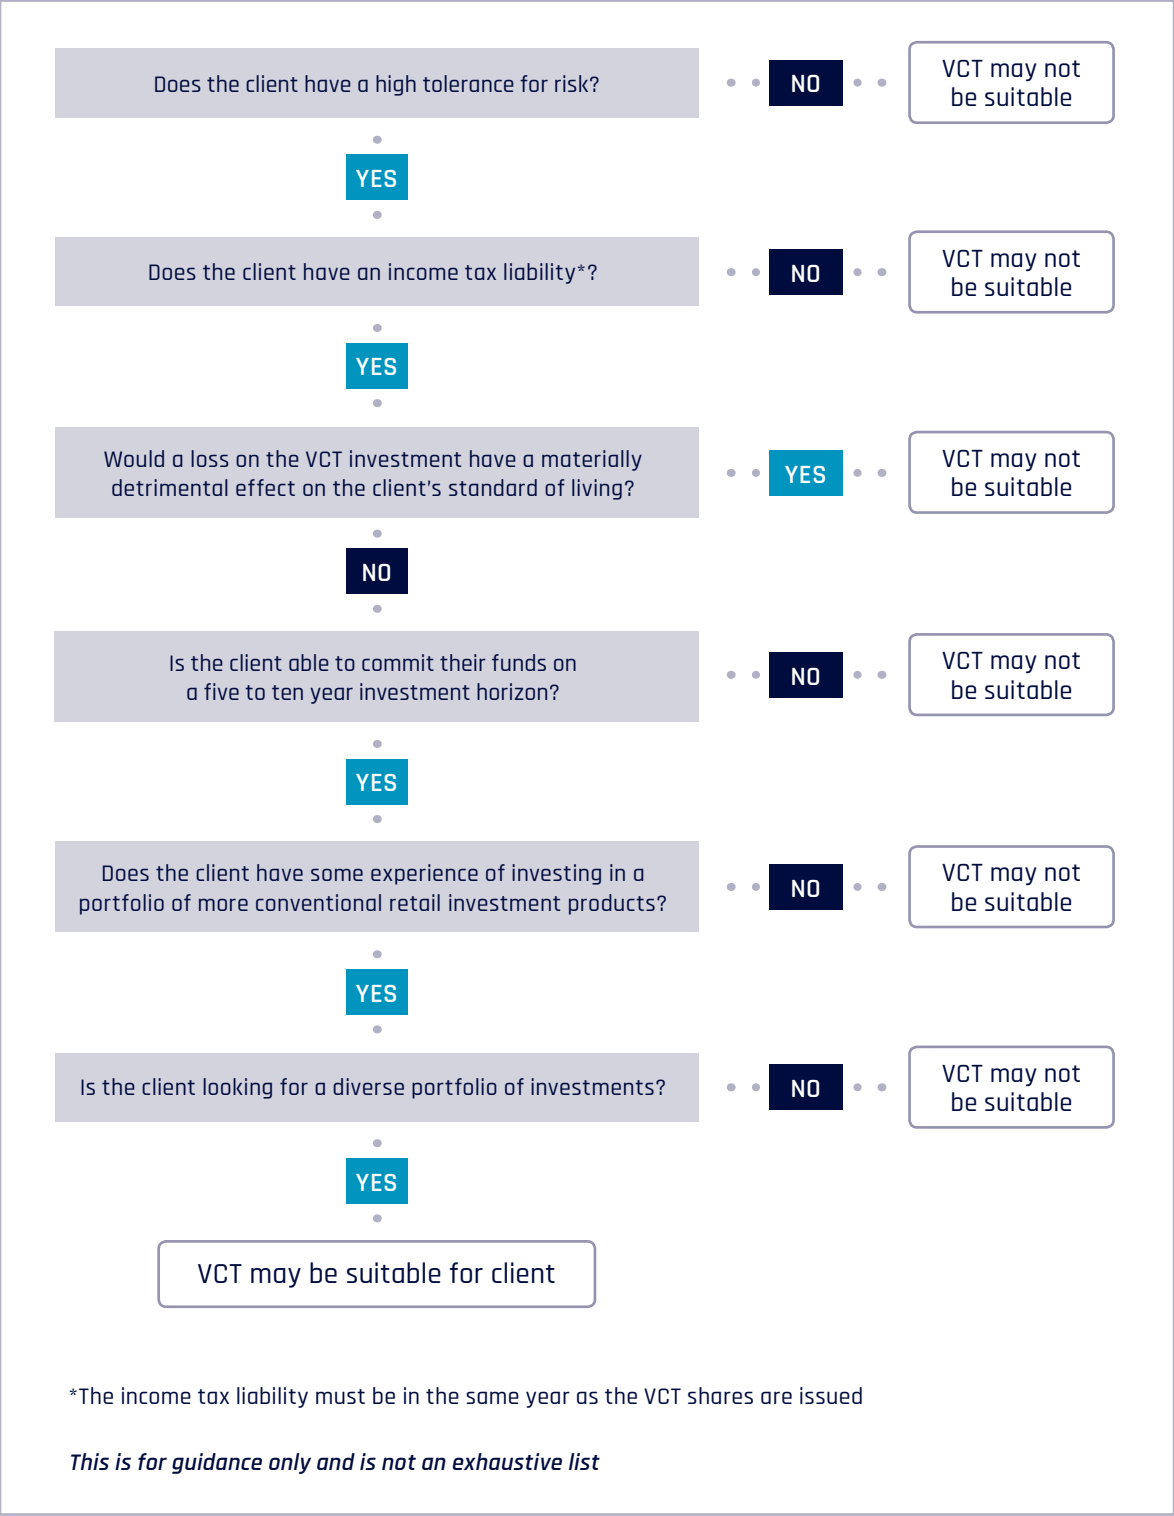 Does the client have a high tolerance for risk?
NO
VCT may not
be suitable
YES
Does the client have an income tax liability*?
NO
VCT may not
be suitable
YES
Would a loss on the VCT investment have a materially
detrimental effect on the client's standard of living?
YES
VCT may not
be suitable
NO
Is the client able to commit their funds on
a five to ten year investment horizon?
NO
VCT may not
be suitable
YES
Does the client have some experience of investing in a
portfolio of more conventional retail investment products?
NO
VCT may not
be suitable
YES
Is the client looking for a diverse portfolio of investments?
NO
VCT may not
be suitable
YES
VCT may be suitable for client
*The income tax liability must be in the same year as the VCT shares are issued
This is for guidance only and is not an exhaustive list